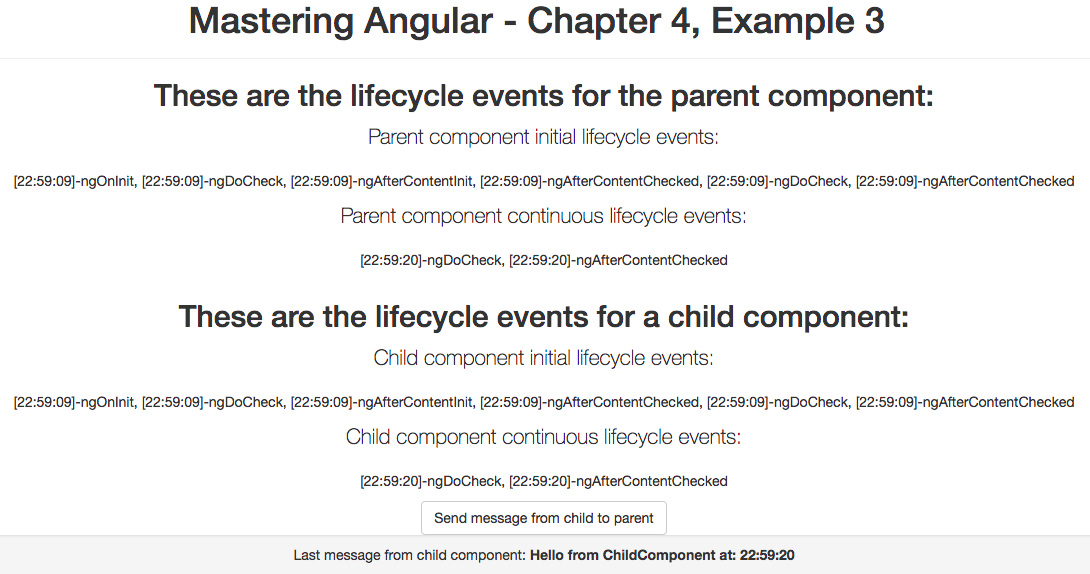 Mastering Angular - Chapter 4, Example 3
These are the lifecycle events for the parent component:
Parent component initial lifecycle events:
[22:59:09]-ngOnInit, [22:59:09]-ngDoCheck, [22:59:09]-ngAfterContentInit, [22:59:09]-ngAfterContentChecked, [22:59:09]-ngDoCheck, [22:59:09]-ngAfterContentChecked
Parent component continuous lifecycle events:
[22:59:20]-ngDoCheck, [22:59:20]-ngAfterContentChecked
These are the lifecycle events for a child component:
Child component initial lifecycle events:
[22:59:09]-ngOnInit, [22:59:09]-ngDoCheck, [22:59:09]-ngAfterContentInit, [22:59:09]-ngAfterContentChecked, [22:59:09]-ngDoCheck, [22:59:09]-ngAfterContentChecked
Child component continuous lifecycle events:
[22:59:20]-ngDoCheck, [22:59:20]-ngAfterContentChecked
Send message from child to parent
Last message from child component: Hello from ChildComponent at: 22:59:20